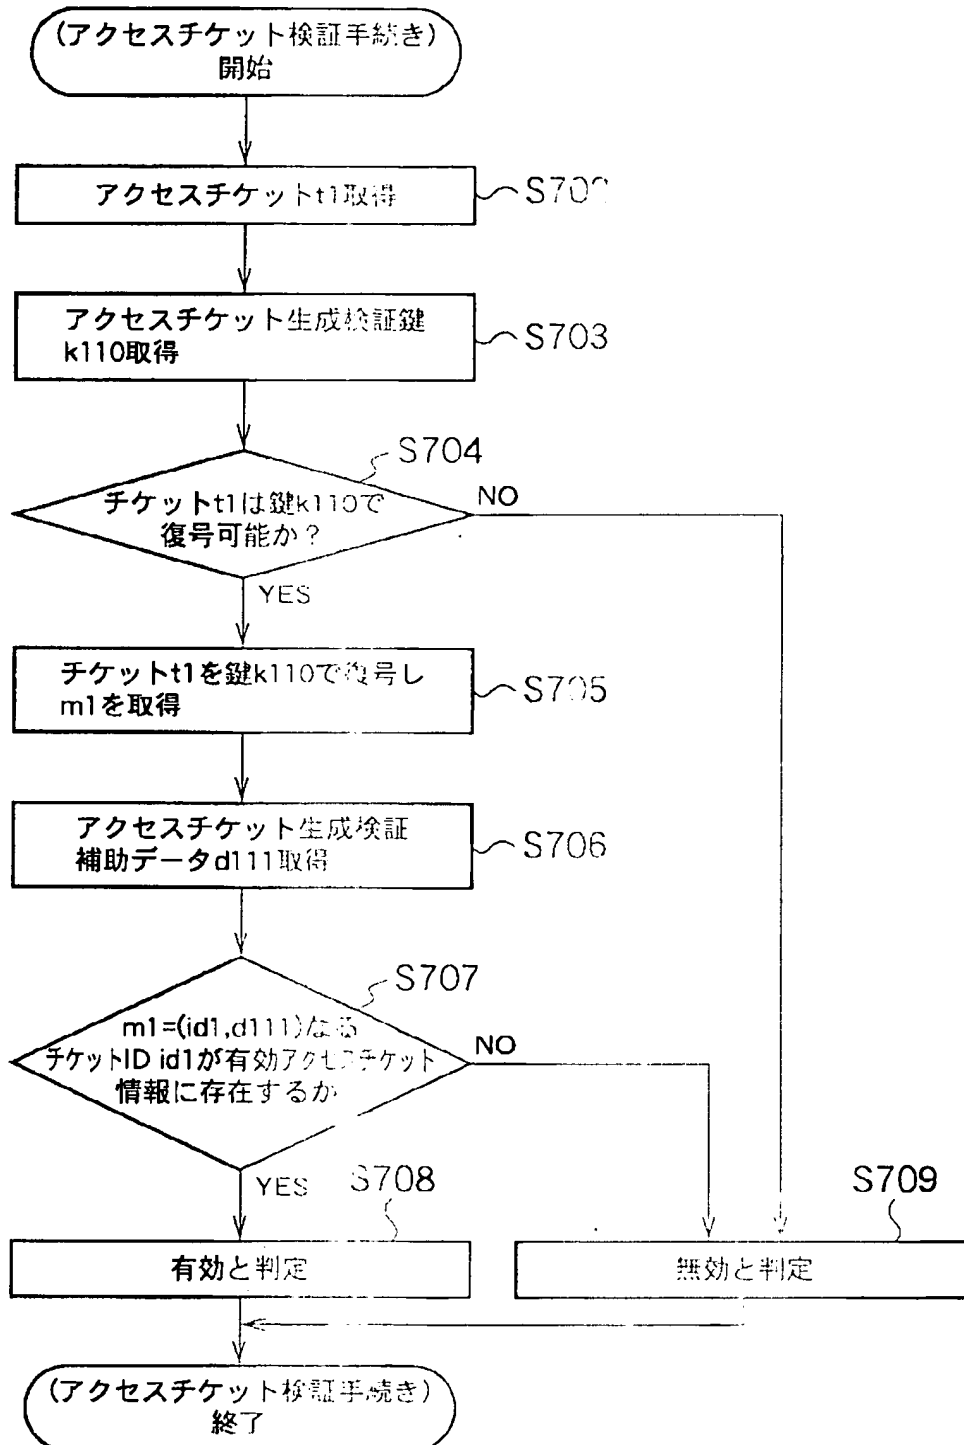 (アクセスチケット検証手続き)
開始
アクセスチケットt1取得
アクセスチケット生成検証鍵
k110取得
S703
S704
チケットt1は鍵k110で
復号可能か?
NO
YES
チケットt1を鍵k110で復号し
m1を取得
S705
アクセスチケット生成検証
補助データd111取得
S706
S707
m1=(id1,d111)なる
チケットID id1が有効アクセスチケット
情報に存在するか
NO
YES
S708
S709
有効と判定
無効と判定
(アクセスチケット検証手続き)
終了